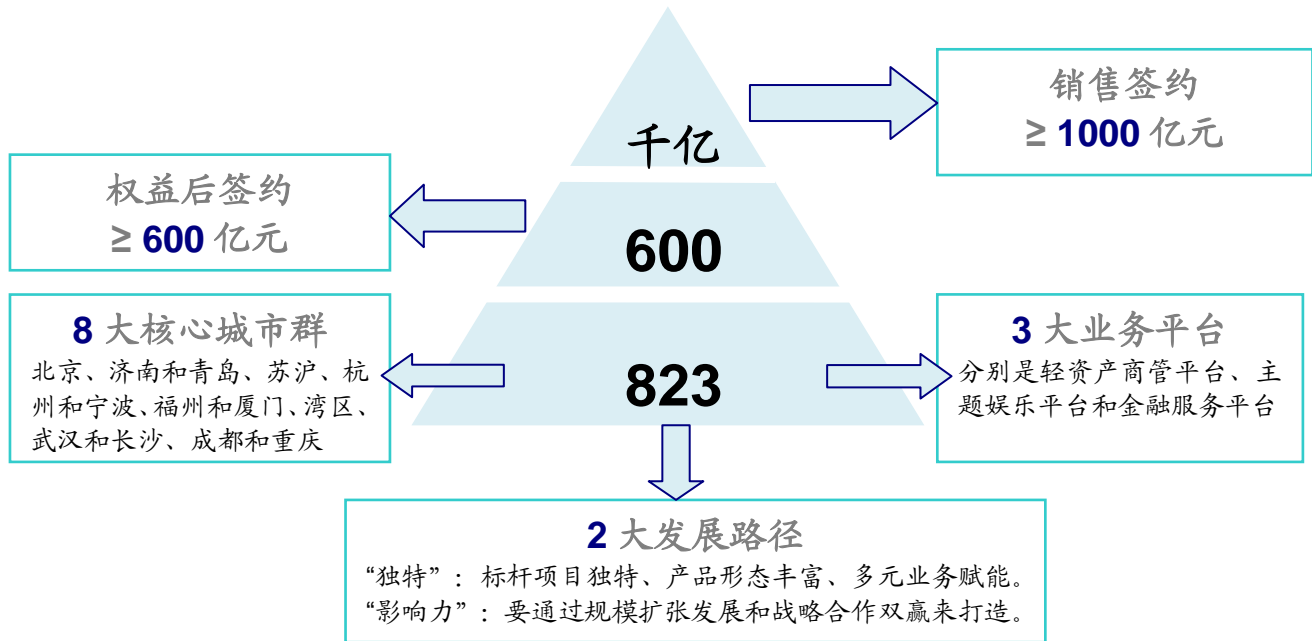 千亿
销售签约
≥ 1000 亿元
权益后签约
≥ 600 亿元
600
8 大核心城市群
北京、济南和青岛、苏沪、杭
州和宁波、福州和厦门、湾区、
武汉和长沙、成都和重庆
823
3 大业务平台
分别是轻资产商管平台、主
题娱乐平台和金融服务平台
2 大发展路径
“独特”：标杆项目独特、产品形态丰富、多元业务赋能。
“影响力”：要通过规模扩张发展和战略合作双赢来打造。